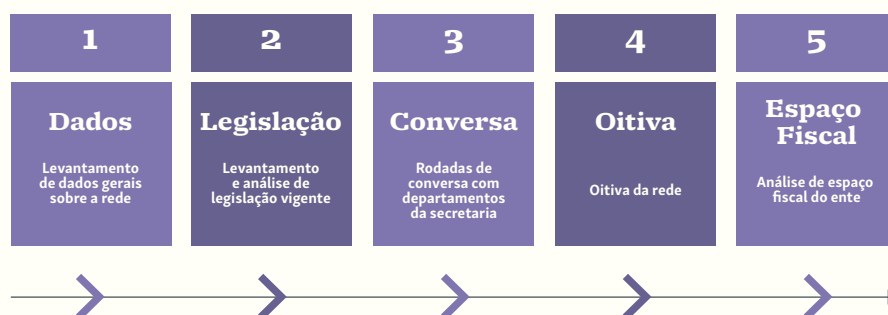 1
2
3
4
5
Dados
Levantamento
de dados gerais
sobre a rede
Legislação
Levantamento
e análise de
legislação vigente
Conversa
Rodadas de
conversa com
departamentos
da secretaria
Oitiva
Oitiva da rede
Espaço
Fiscal
Análise de espaço
fiscal do ente